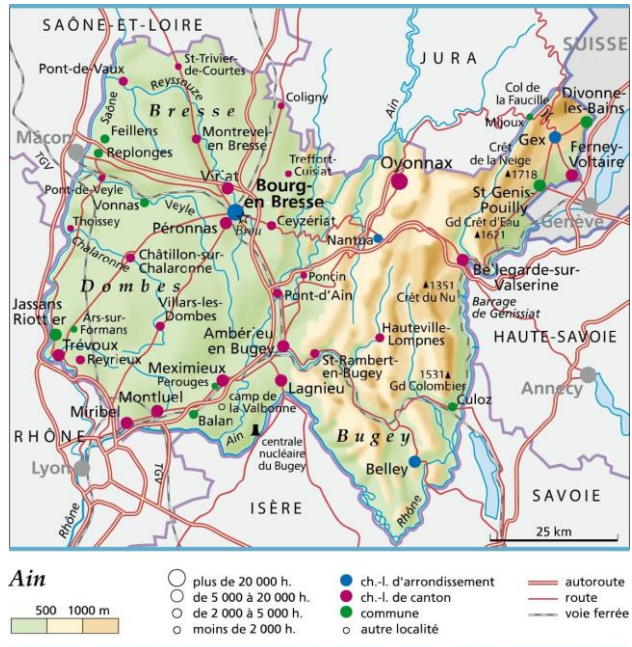 SAÔNE-ET-LOIRE
JURA
SUISSE
St-Trivier-
de-Courtes
Pont-de-Vaux
Reyssouze
Saône
Bresse
Coligny
Ain
Col de
la Faucille
Divonne-
les-Bains
Mijoux
Gex
Feillens
Montrevel-
en Bresse
Mâcon
Replonges
Crêt
de la Neige
1718
Ferney-
Voltaire
TGV
Treffort-
Cuisiat
Oyonnax
Viriat
Bourg-
en Bresse
St Genis-
Pouilly
Pont-de-Veyle
Vonnas
Veyle
Gd Crêt d'Eau
1621
Genève
Thoissey
Péronnas
Brou
Ceyzériat
Nantua
Chalaronne
Châtillon-sur-
Chalaronne
Poncin
Bellegarde-sur-
Valserine
Dombes
Pont-d'Ain
1351
Crêt du Nu
Barrage
de Génissiat
Jassans
Riottier
Ars-sur-
Formans
Villars-les-
Dombes
Ambérieu
en Bugey
Hauteville-
Lompnes
HAUTE-SAVOIE
Trévoux
Reyrieux
Meximieux
St-Rambert-
en-Bugey
1531
Gd Colombier
Annecy
Perouges
Lagnieu
Montluel
camp de
la Valbonne
Culoz
Miribel
Balan
Bugey
RHÔNE
Ain
centrale
nucléaire
du Bugey
Belley
Lyon
TGV
Rhône
ISÈRE
Rhône
SAVOIE
25 km
Ain
plus de 20 000 h.
ch.-l. d'arrondissement
autoroute
500 1000 m
de 5 000 à 20 000 h.
ch.-l. de canton
route
de 2 000 à 5 000 h.
commune
voie ferrée
moins de 2 000 h.
autre localité